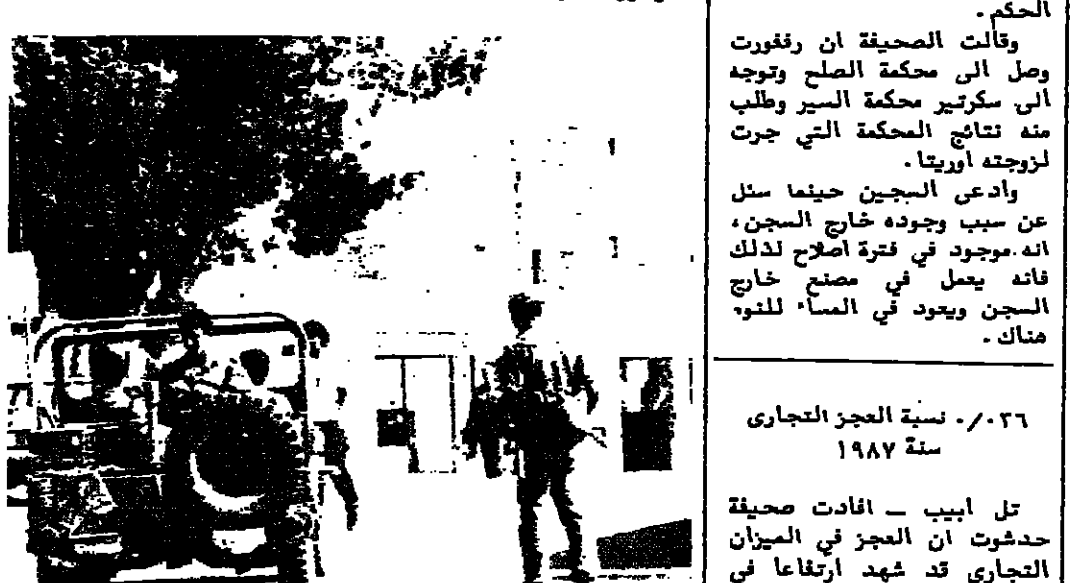 الحكم .
وقالت الصحيفة ان رففورت
وصل الى محكمة الصلح وتوجه
الى سكرتير محكمة السير وطلب
منه نتائج المحكمة التي جرت
لزوجته اوريتا .
وادعى السجين حينما سئل
عن سبب وجوده خارج السجن ،
انه موجود في فترة اصلاح لذلك
فانه يعمل في مصنع خارج
السجن ويعود في المساء للنوم
هناك .
٠٣٦/٠ نسبة العجز التجارى
سنة ١٩٨٧
تل ابيب ــ افادت صحيفة
حدشوت ان العجز في الميزان
التجاري قد شهد ارتفاعا في